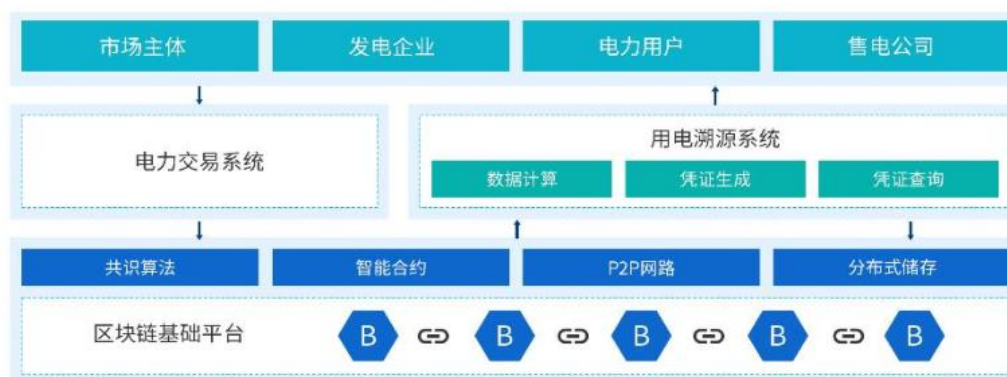 市场主体
发电企业
电力用户
售电公司
电力交易系统
用电溯源系统
数据计算
凭证生成
凭证查询
共识算法
智能合约
P2P网路
分布式储存
区块链基础平台
B
B
B
B
B